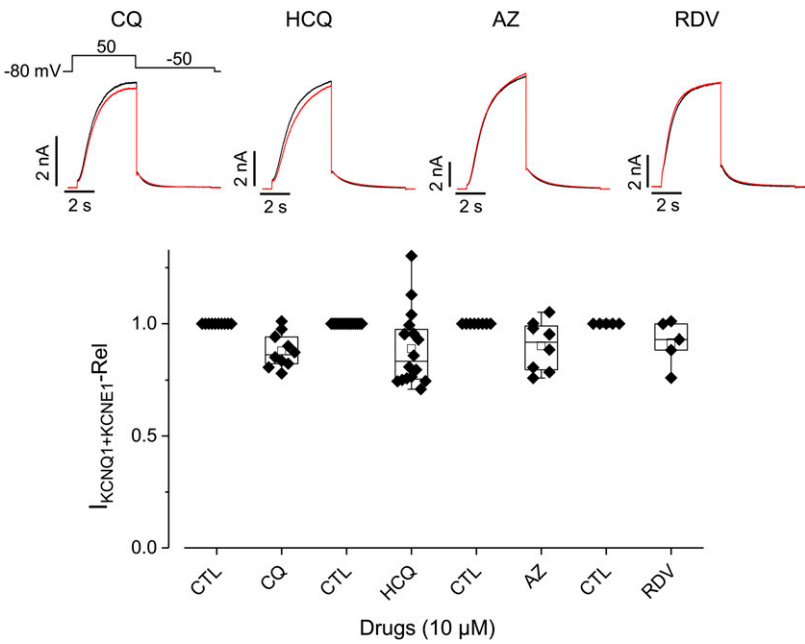 CQ HCQ AZ RDV
50 -50
-80 mV
2 nA 2 nA 2 nA 2 nA
2 s 2 s 2 s 2 s
I_KCNQ1+KCNE1-Rel
1.0
0.5
0.0
CTL CQ CTL HCQ CTL AZ CTL RDV
Drugs (10 µM)